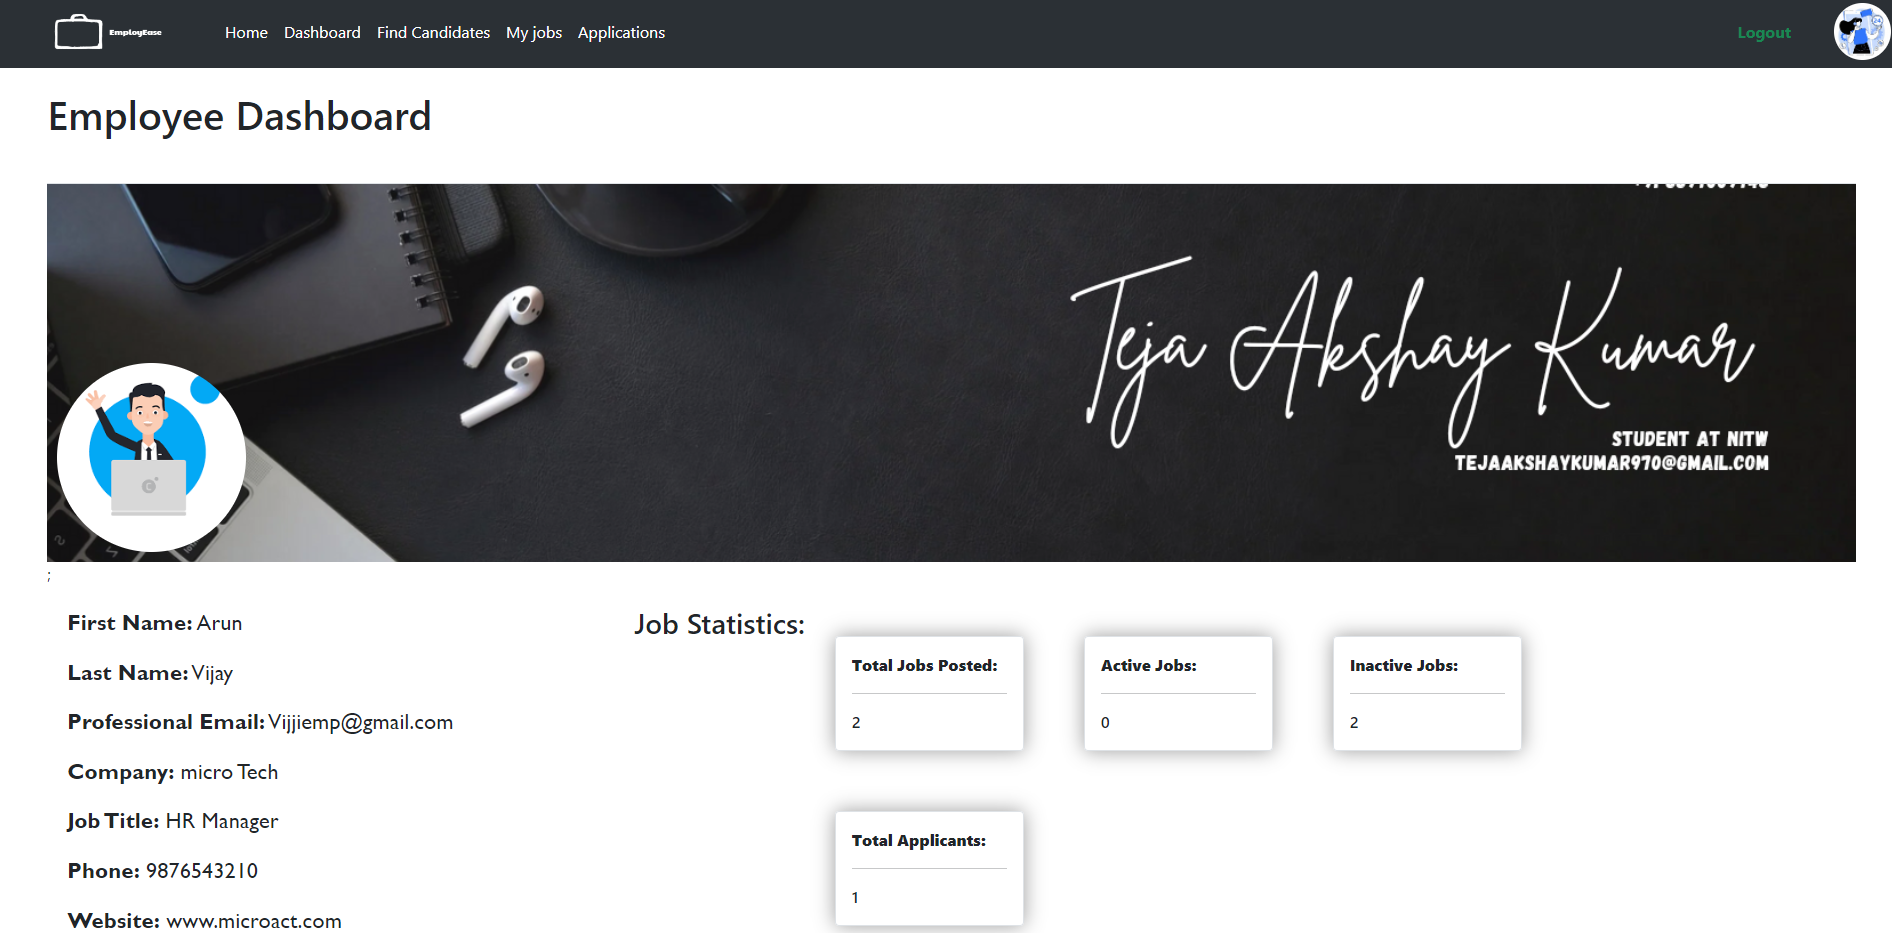 EmployEase
Home Dashboard Find Candidates My jobs Applications
Logout
Employee Dashboard
Teja Akshay Kumar
STUDENT AT NITW
TEJAAKSHAYKUMAR970@GMAIL.COM
;
First Name: Arun
Last Name: Vijay
Professional Email: Vijjiemp@gmail.com
Company: micro Tech
Job Title: HR Manager
Phone: 9876543210
Website: www.microact.com
Job Statistics:
Total Jobs Posted:
2
Active Jobs:
0
Inactive Jobs:
2
Total Applicants:
1